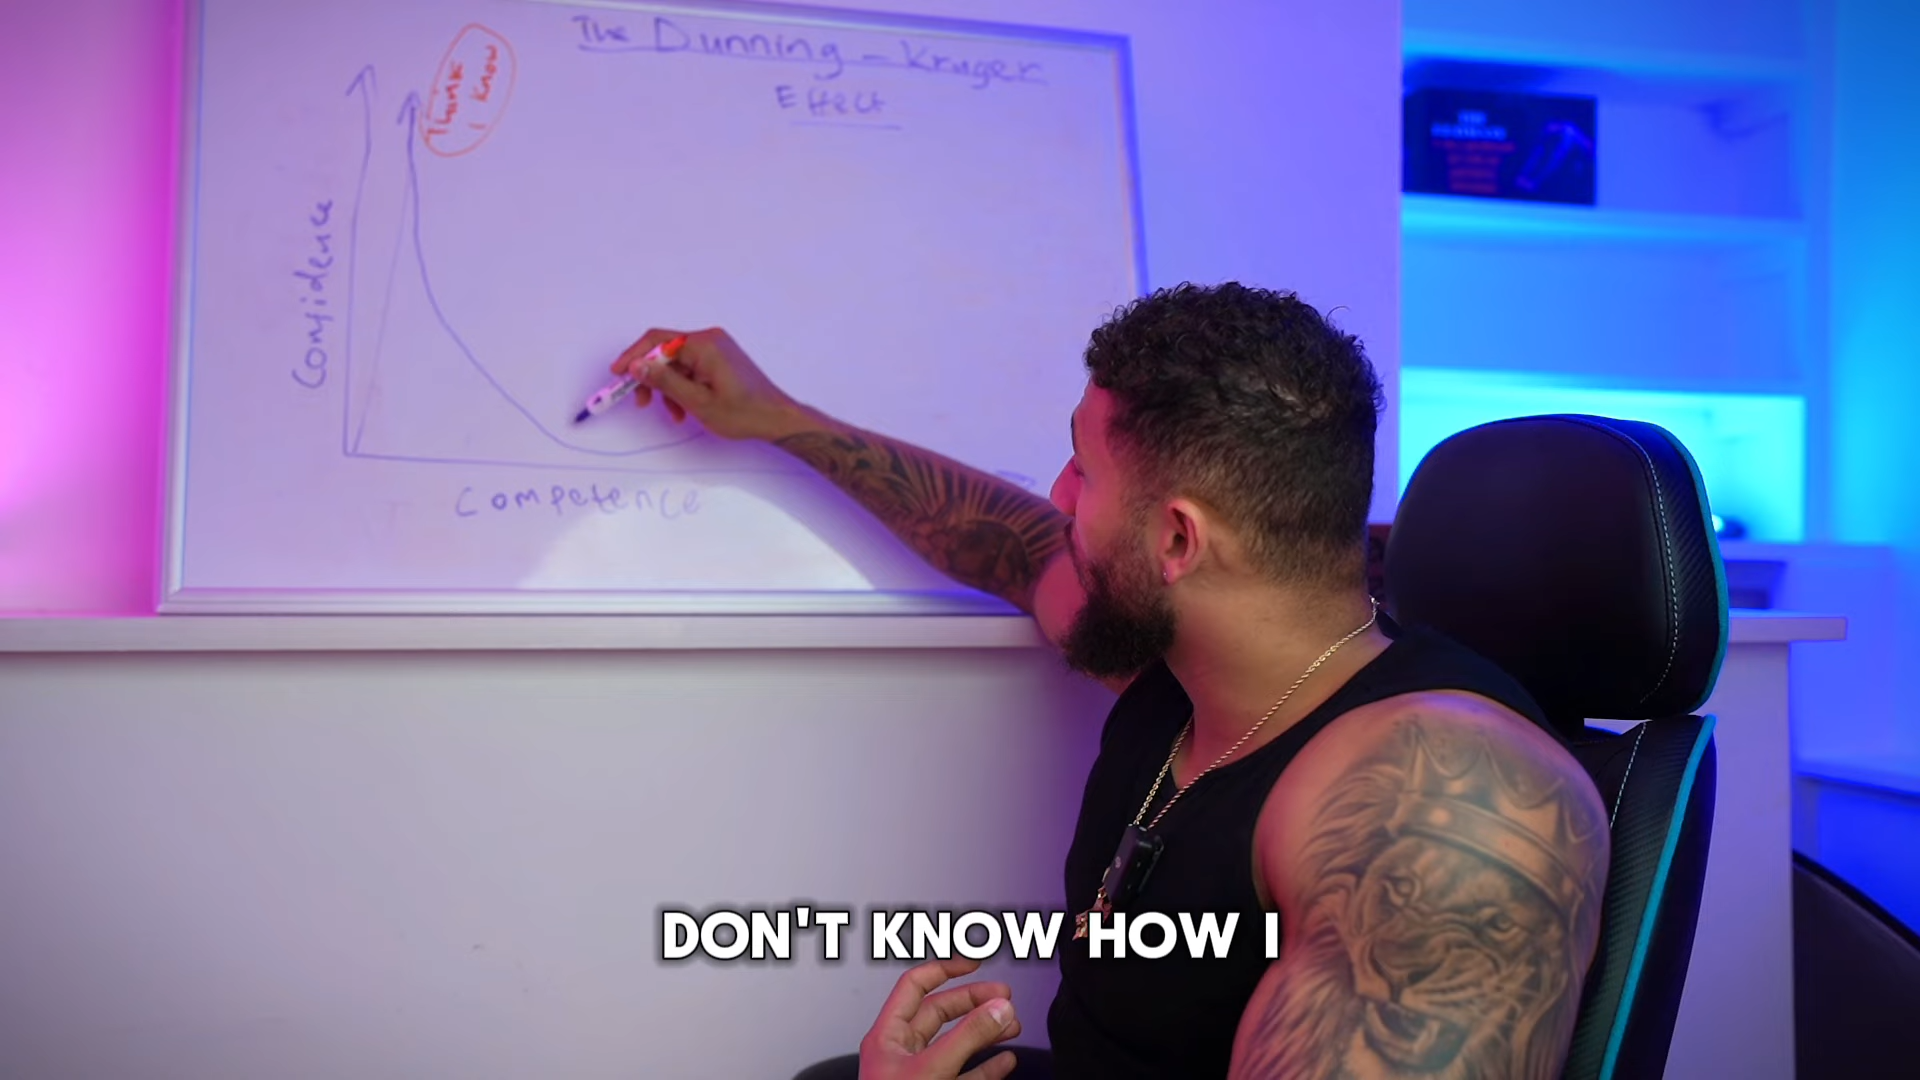 The Dunning - Kruger
Effect
Think
I know
Confidence
Competence
DON'T KNOW HOW I